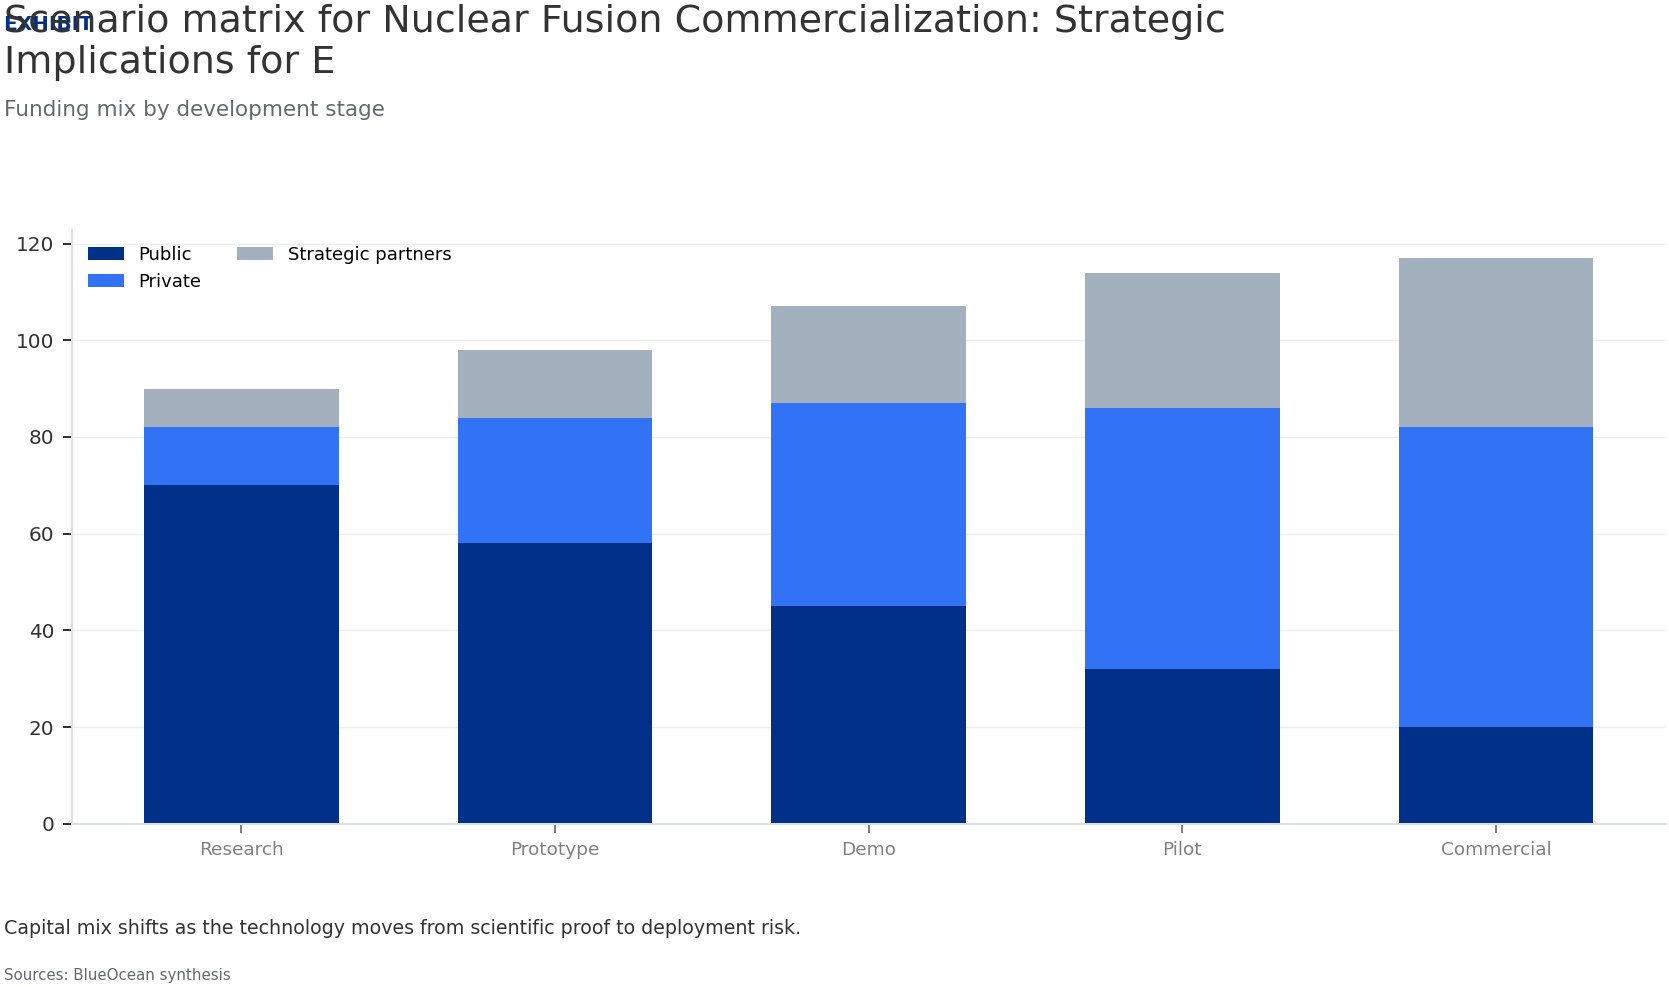 EXHIBIT
Scenario matrix for Nuclear Fusion Commercialization: Strategic
Implications for E
Funding mix by development stage
120
100
80
60
40
20
0
Public
Private
Strategic partners
Research
Prototype
Demo
Pilot
Commercial
Capital mix shifts as the technology moves from scientific proof to deployment risk.
Sources: BlueOcean synthesis